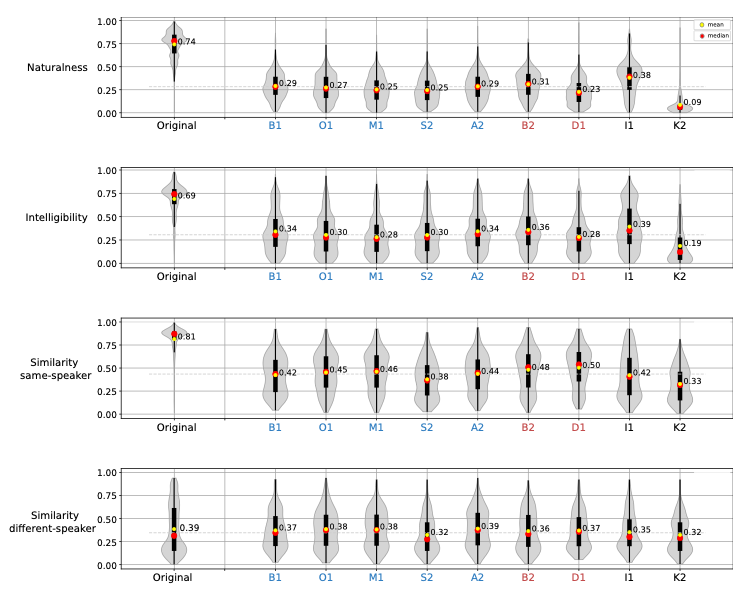 1.00
mean
median
0.75
0.74
Naturalness
0.50
0.25
0.29 0.27 0.25 0.25 0.29 0.31 0.23 0.38 0.09
0.00
Original B1 O1 M1 S2 A2 B2 D1 I1 K2
1.00
0.75
0.69
Intelligibility
0.50
0.25
0.34 0.30 0.28 0.30 0.34 0.36 0.28 0.39 0.19
0.00
Original B1 O1 M1 S2 A2 B2 D1 I1 K2
1.00
0.81
0.75
Similarity
same-speaker
0.50
0.42 0.45 0.46 0.38 0.44 0.48 0.50 0.42 0.33
0.25
0.00
Original B1 O1 M1 S2 A2 B2 D1 I1 K2
1.00
0.75
Similarity
different-speaker
0.50
0.39 0.37 0.38 0.38 0.32 0.39 0.36 0.37 0.35 0.32
0.25
0.00
Original B1 O1 M1 S2 A2 B2 D1 I1 K2